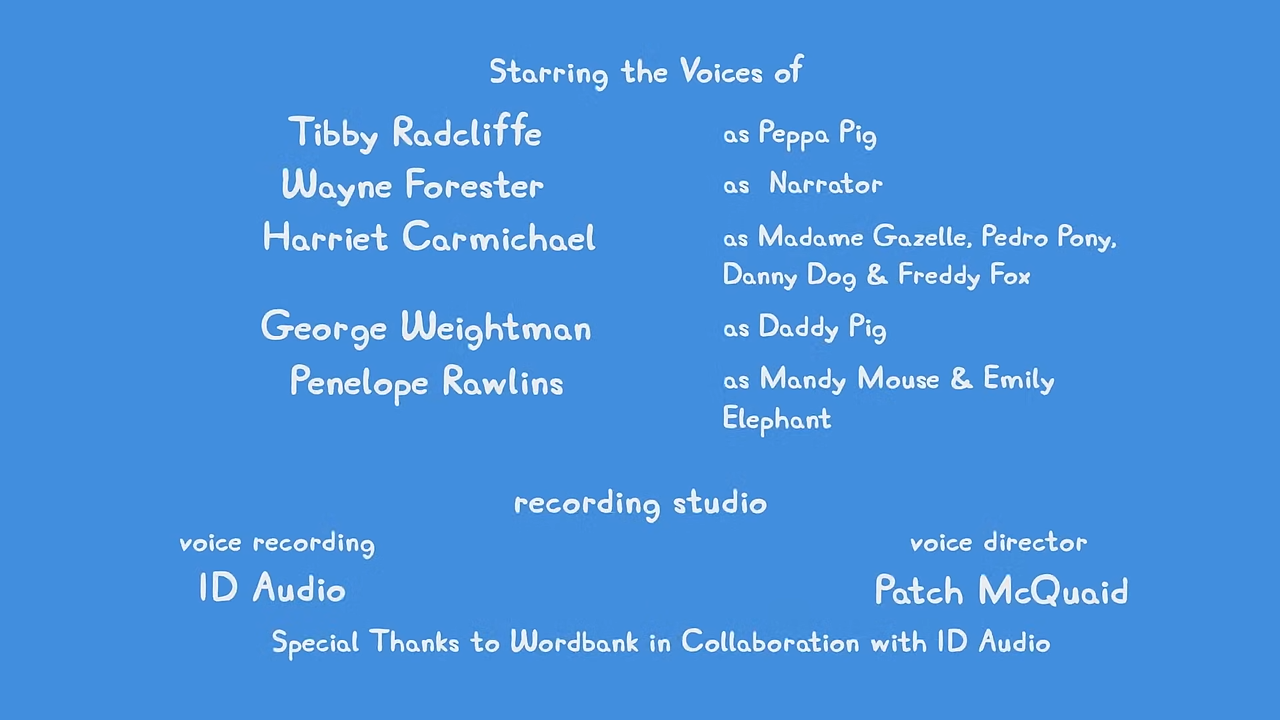 Starring the Voices of
Tibby Radcliffe as Peppa Pig
Wayne Forester as Narrator
Harriet Carmichael as Madame Gazelle, Pedro Pony,
Danny Dog & Freddy Fox
George Weightman as Daddy Pig
Penelope Rawlins as Mandy Mouse & Emily
Elephant
recording studio
voice recording voice director
ID Audio Patch McQuaid
Special Thanks to Wordbank in Collaboration with ID Audio